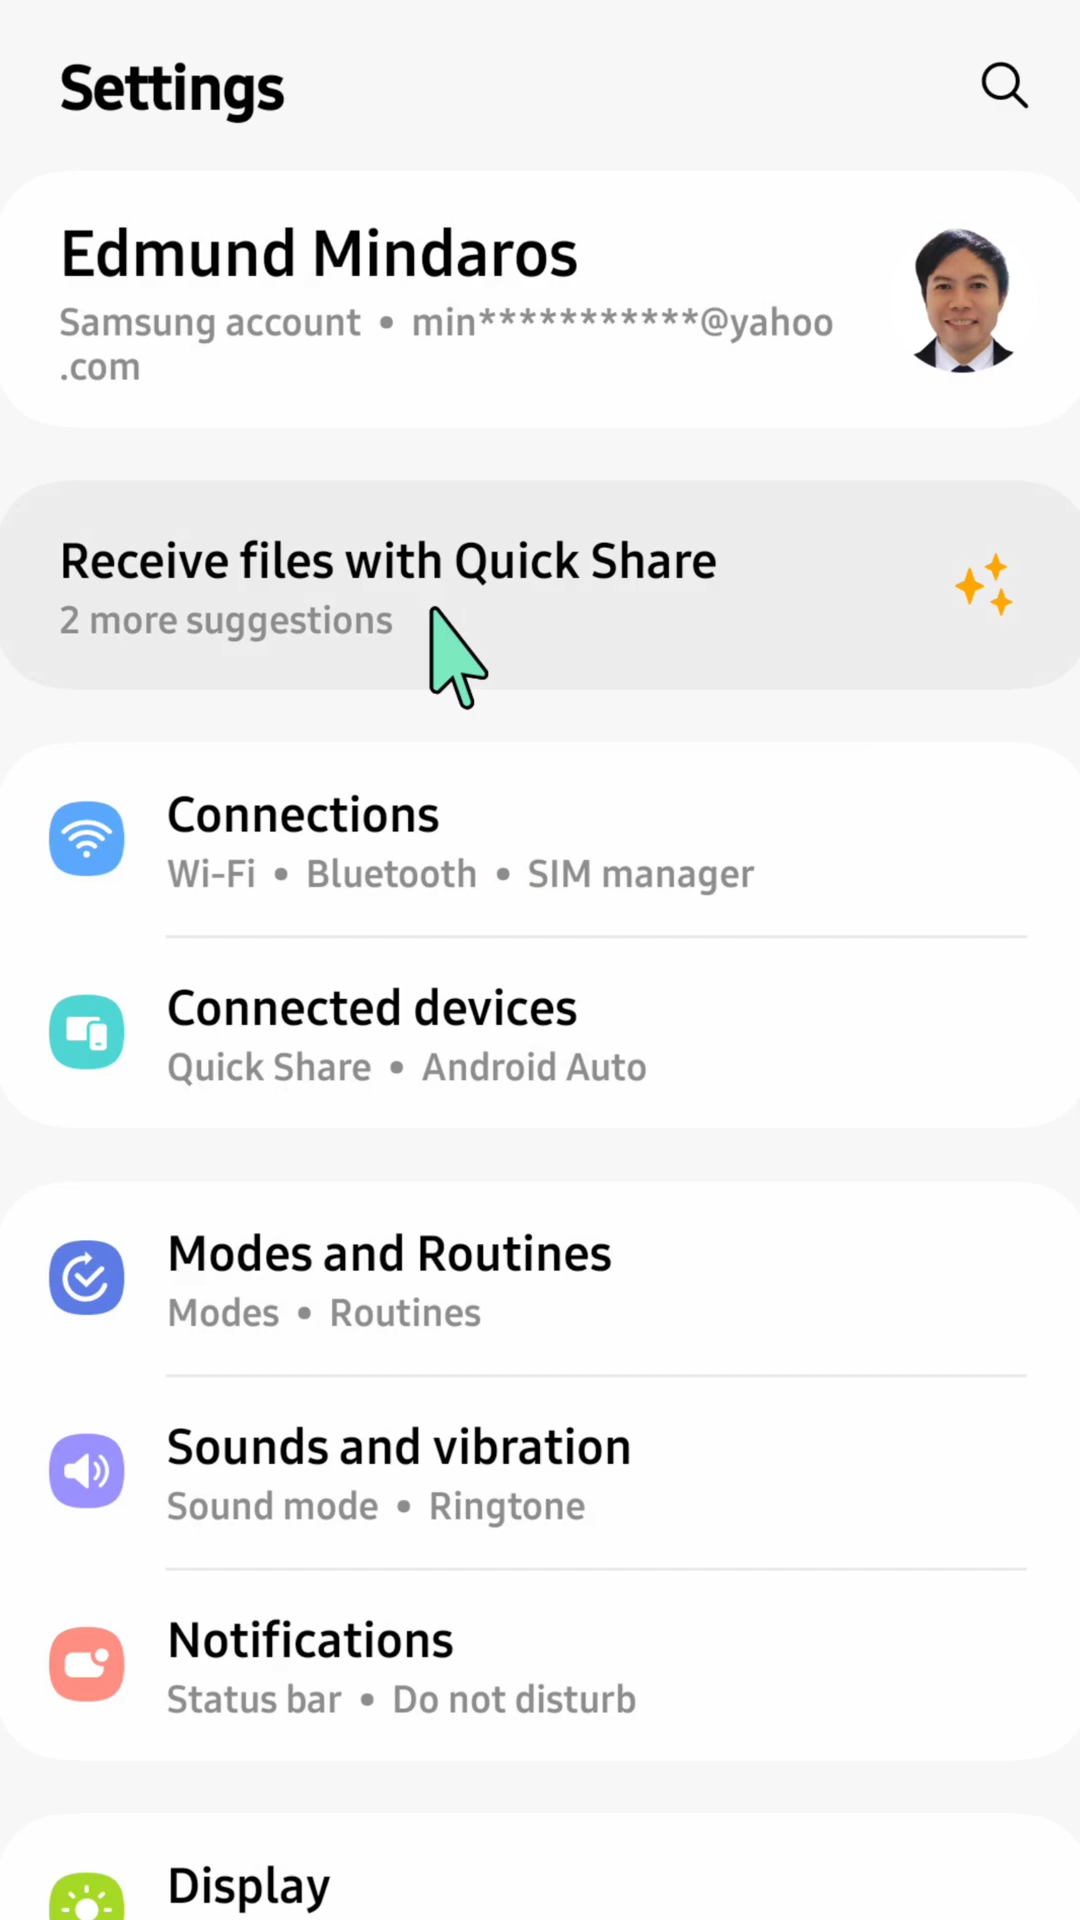 Settings
Edmund Mindaros
Samsung account • min***********@yahoo
.com
Receive files with Quick Share
2 more suggestions
Connections
Wi-Fi • Bluetooth • SIM manager
Connected devices
Quick Share • Android Auto
Modes and Routines
Modes • Routines
Sounds and vibration
Sound mode • Ringtone
Notifications
Status bar • Do not disturb
Display